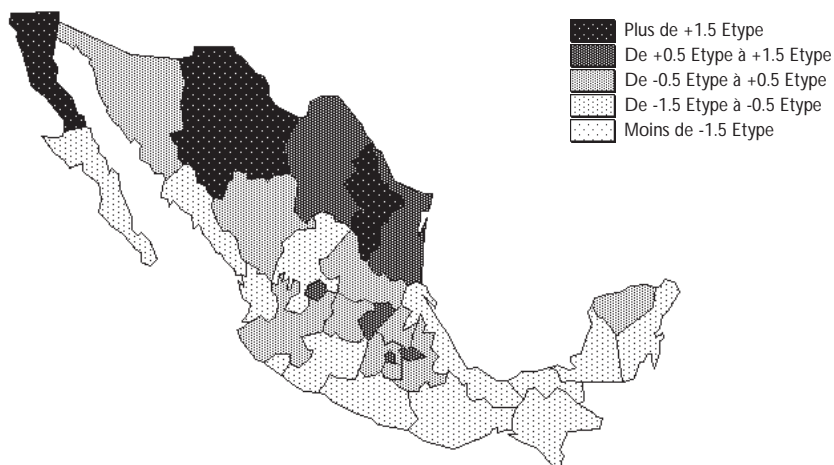 Plus de +1.5 Etype
De +0.5 Etype à +1.5 Etype
De -0.5 Etype à +0.5 Etype
De -1.5 Etype à -0.5 Etype
Moins de -1.5 Etype